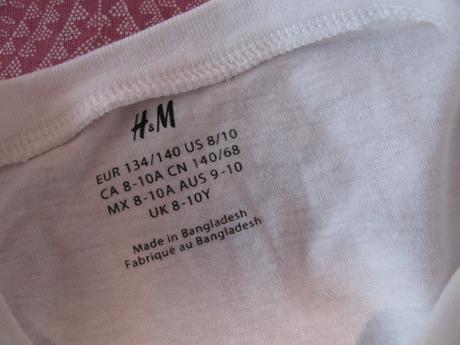 H&M
EUR 134/140 US 8/10
CA 8-10A CN 140/68
MX 8-10A AUS 9-10
UK 8-10Y
Made in Bangladesh
Fabriqué au Bangladesh